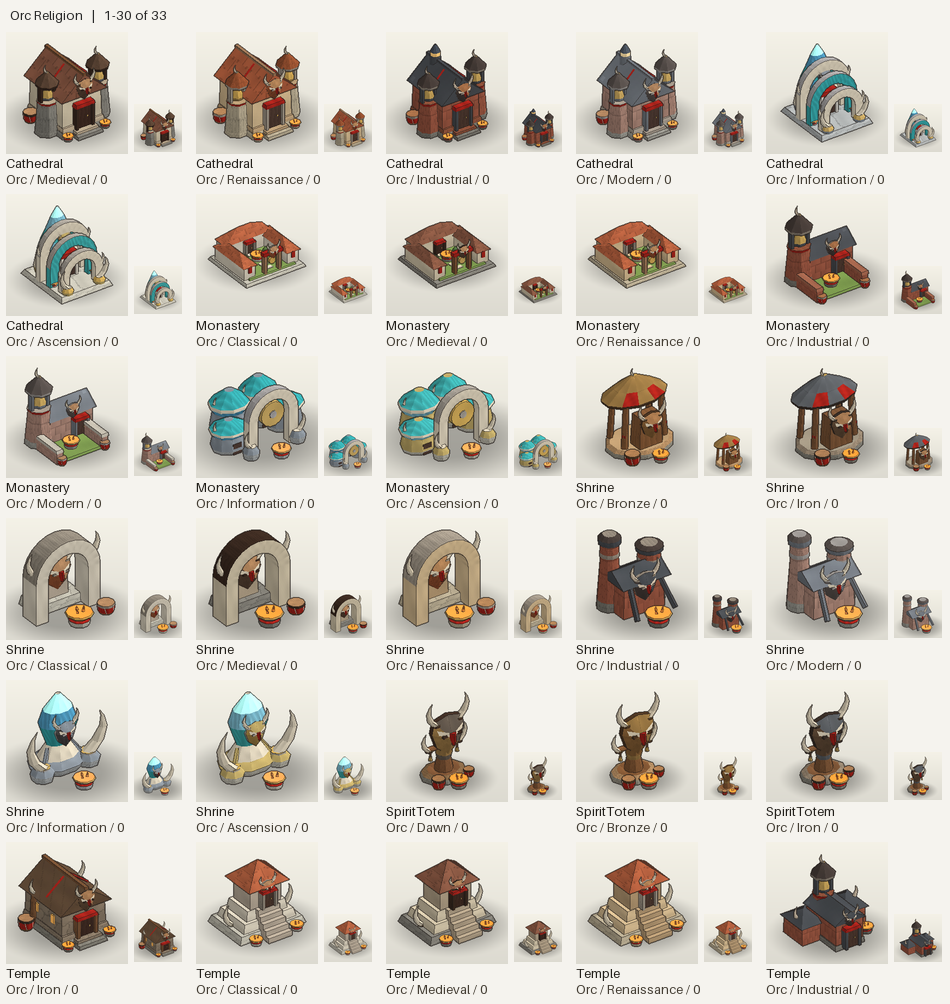 Orc Religion | 1-30 of 33
Cathedral
Orc / Medieval / 0
Cathedral
Orc / Renaissance / 0
Cathedral
Orc / Industrial / 0
Cathedral
Orc / Modern / 0
Cathedral
Orc / Information / 0
Cathedral
Orc / Ascension / 0
Monastery
Orc / Classical / 0
Monastery
Orc / Medieval / 0
Monastery
Orc / Renaissance / 0
Monastery
Orc / Industrial / 0
Monastery
Orc / Modern / 0
Monastery
Orc / Information / 0
Monastery
Orc / Ascension / 0
Shrine
Orc / Bronze / 0
Shrine
Orc / Iron / 0
Shrine
Orc / Classical / 0
Shrine
Orc / Medieval / 0
Shrine
Orc / Renaissance / 0
Shrine
Orc / Industrial / 0
Shrine
Orc / Modern / 0
Shrine
Orc / Information / 0
Shrine
Orc / Ascension / 0
SpiritTotem
Orc / Dawn / 0
SpiritTotem
Orc / Bronze / 0
SpiritTotem
Orc / Iron / 0
Temple
Orc / Iron / 0
Temple
Orc / Classical / 0
Temple
Orc / Medieval / 0
Temple
Orc / Renaissance / 0
Temple
Orc / Industrial / 0